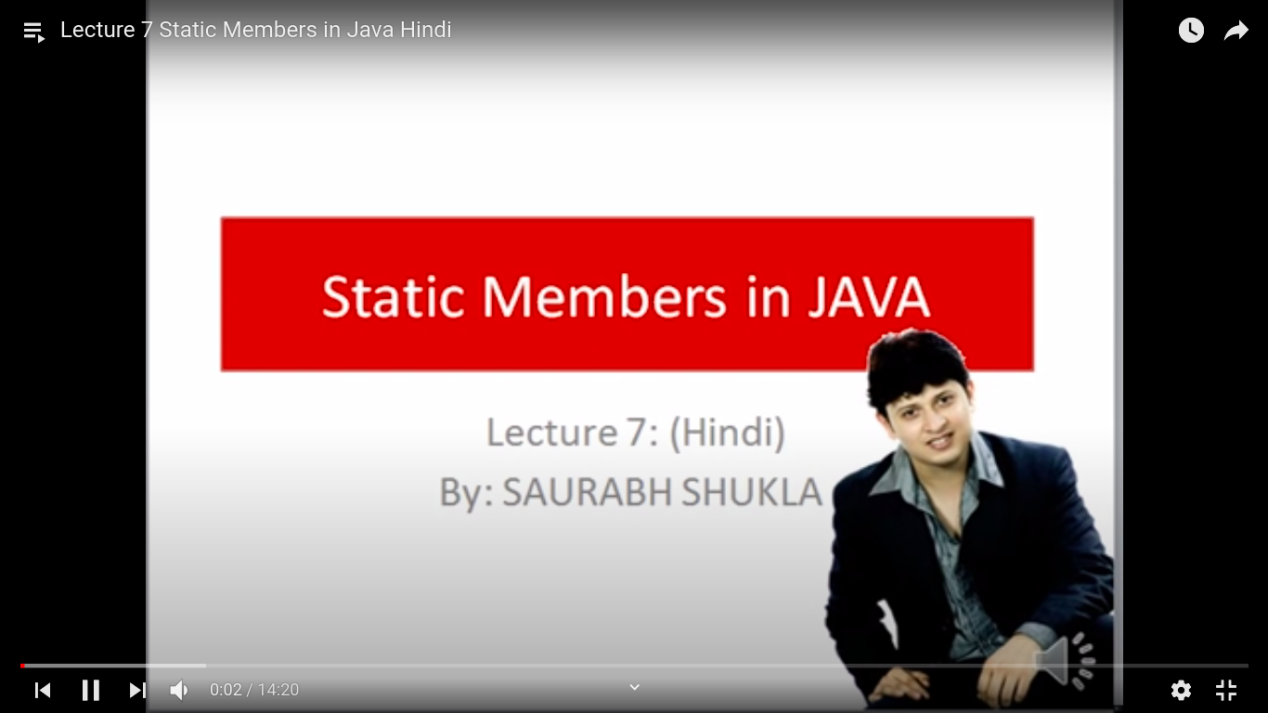 Lecture 7 Static Members in Java Hindi
Static Members in JAVA
Lecture 7: (Hindi)
By: SAURABH SHUKLA
0:02 / 14:20